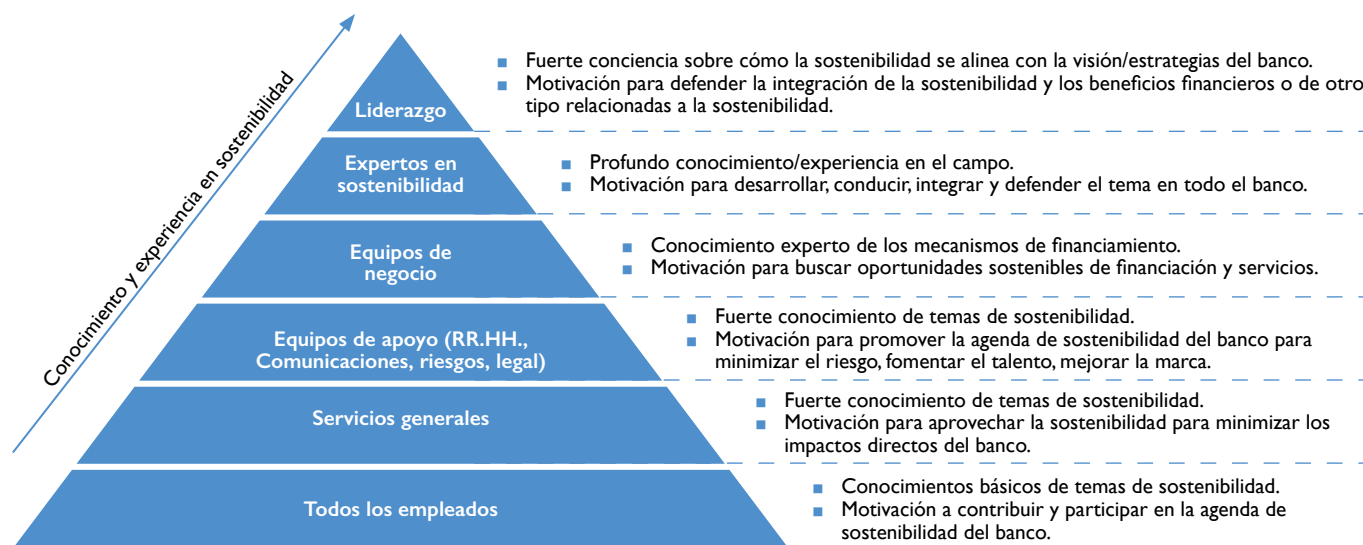 Conocimiento y experiencia en sostenibilidad
Liderazgo
■ Fuerte conciencia sobre cómo la sostenibilidad se alinea con la visión/estrategias del banco.
■ Motivación para defender la integración de la sostenibilidad y los beneficios financieros o de otro
tipo relacionadas a la sostenibilidad.
Expertos en
sostenibilidad
■ Profundo conocimiento/experiencia en el campo.
■ Motivación para desarrollar, conducir, integrar y defender el tema en todo el banco.
Equipos de
negocio
■ Conocimiento experto de los mecanismos de financiamiento.
■ Motivación para buscar oportunidades sostenibles de financiación y servicios.
Equipos de apoyo (RR.HH.,
Comunicaciones, riesgos, legal)
■ Fuerte conocimiento de temas de sostenibilidad.
■ Motivación para promover la agenda de sostenibilidad del banco para
minimizar el riesgo, fomentar el talento, mejorar la marca.
Servicios generales
■ Fuerte conocimiento de temas de sostenibilidad.
■ Motivación para aprovechar la sostenibilidad para minimizar los
impactos directos del banco.
Todos los empleados
■ Conocimientos básicos de temas de sostenibilidad.
■ Motivación a contribuir y participar en la agenda de
sostenibilidad del banco.